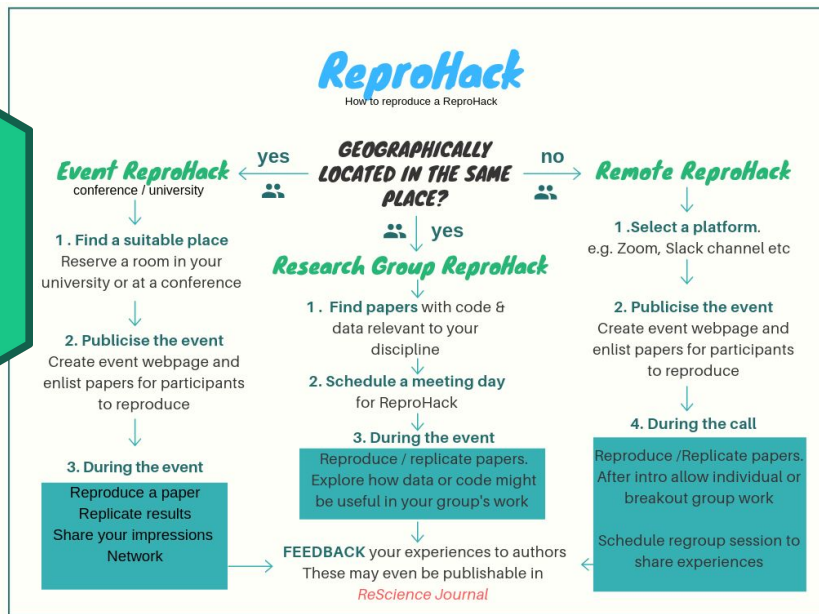 ReproHack
How to reproduce a ReproHack
GEOGRAPHICALLY
LOCATED IN THE SAME
PLACE?
yes
no
yes
Event ReproHack
conference / university
1 . Find a suitable place
Reserve a room in your
university or at a conference
2. Publicise the event
Create event webpage and
enlist papers for participants
to reproduce
3. During the event
Reproduce a paper
Replicate results
Share your impressions
Network
Research Group ReproHack
1 . Find papers with code &
data relevant to your
discipline
2. Schedule a meeting day
for ReproHack
3. During the event
Reproduce / replicate papers.
Explore how data or code might
be useful in your group's work
Remote ReproHack
1 .Select a platform.
e.g. Zoom, Slack channel etc
2. Publicise the event
Create event webpage and
enlist papers for participants
to reproduce
4. During the call
Reproduce /Replicate papers.
After intro allow individual or
breakout group work
Schedule regroup session to
share experiences
FEEDBACK your experiences to authors
These may even be publishable in
ReScience Journal